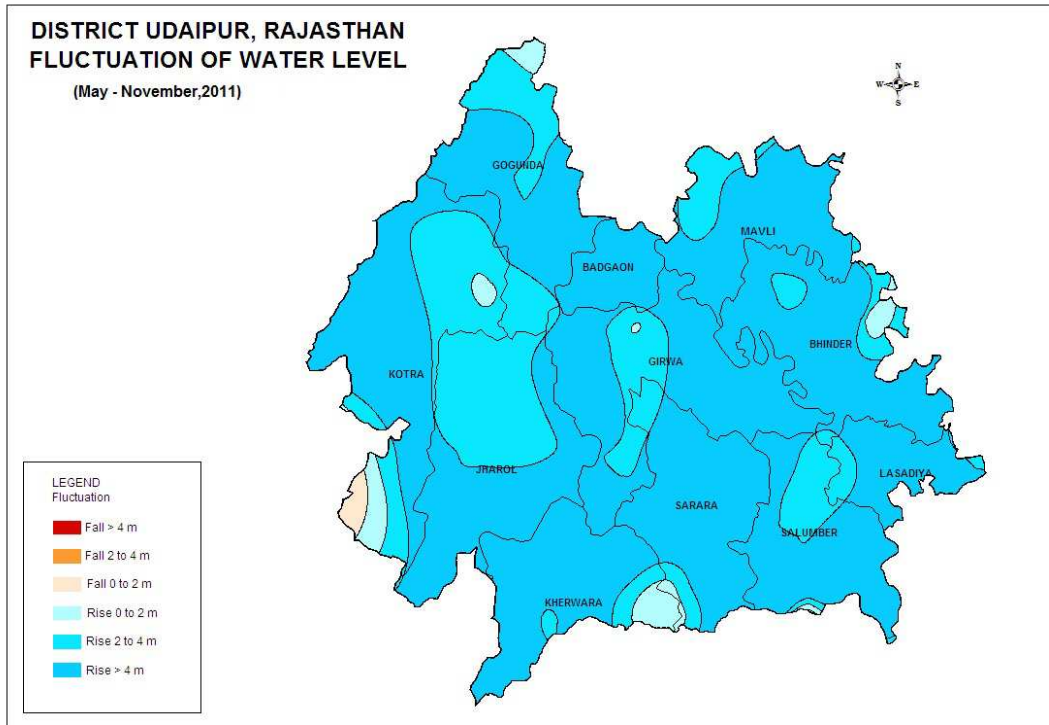 DISTRICT UDAIPUR, RAJASTHAN
FLUCTUATION OF WATER LEVEL
(May - November,2011)
N
W E
S
GOGUNDA
MAVLI
BADGAON
BHINDER
GIRWA
KOTRA
JHAROL
LASADIYA
SARARA
SALUMBER
KHERWARA
LEGEND
Fluctuation
Fall > 4 m
Fall 2 to 4 m
Fall 0 to 2 m
Rise 0 to 2 m
Rise 2 to 4 m
Rise > 4 m